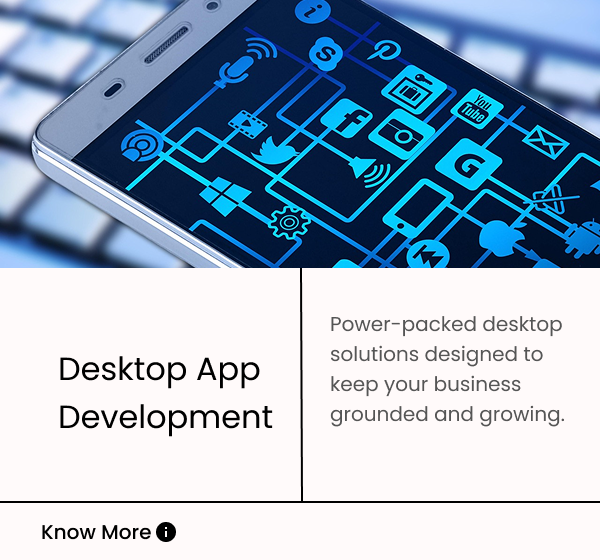 You
Tube
G
Desktop App
Development
Power-packed desktop
solutions designed to
keep your business
grounded and growing.
Know More